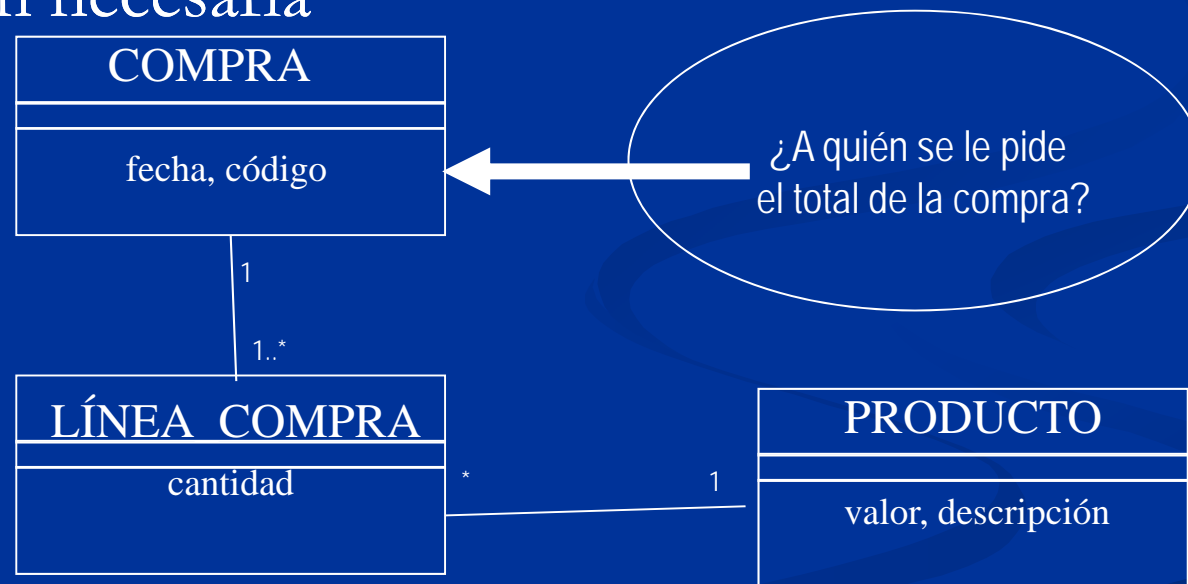 necesaria
COMPRA
fecha, código
¿A quién se le pide
el total de la compra?
1
1..*
LÍNEA COMPRA
cantidad
*
1
PRODUCTO
valor, descripción